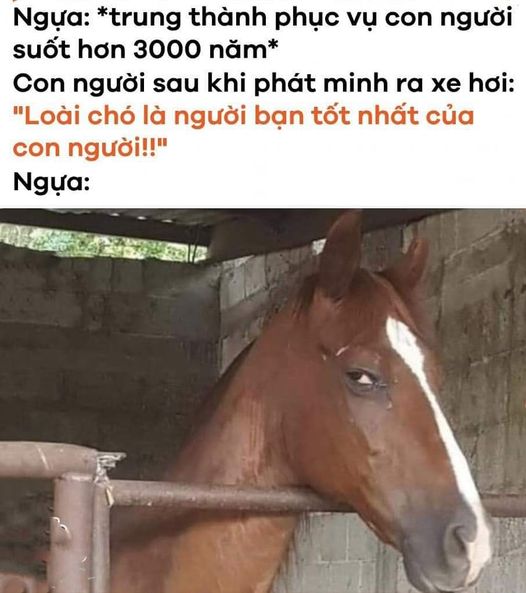 Ngựa: *trung thành phục vụ con người
suốt hơn 3000 năm*
Con người sau khi phát minh ra xe hơi:
"Loài chó là người bạn tốt nhất của
con người!!"
Ngựa: